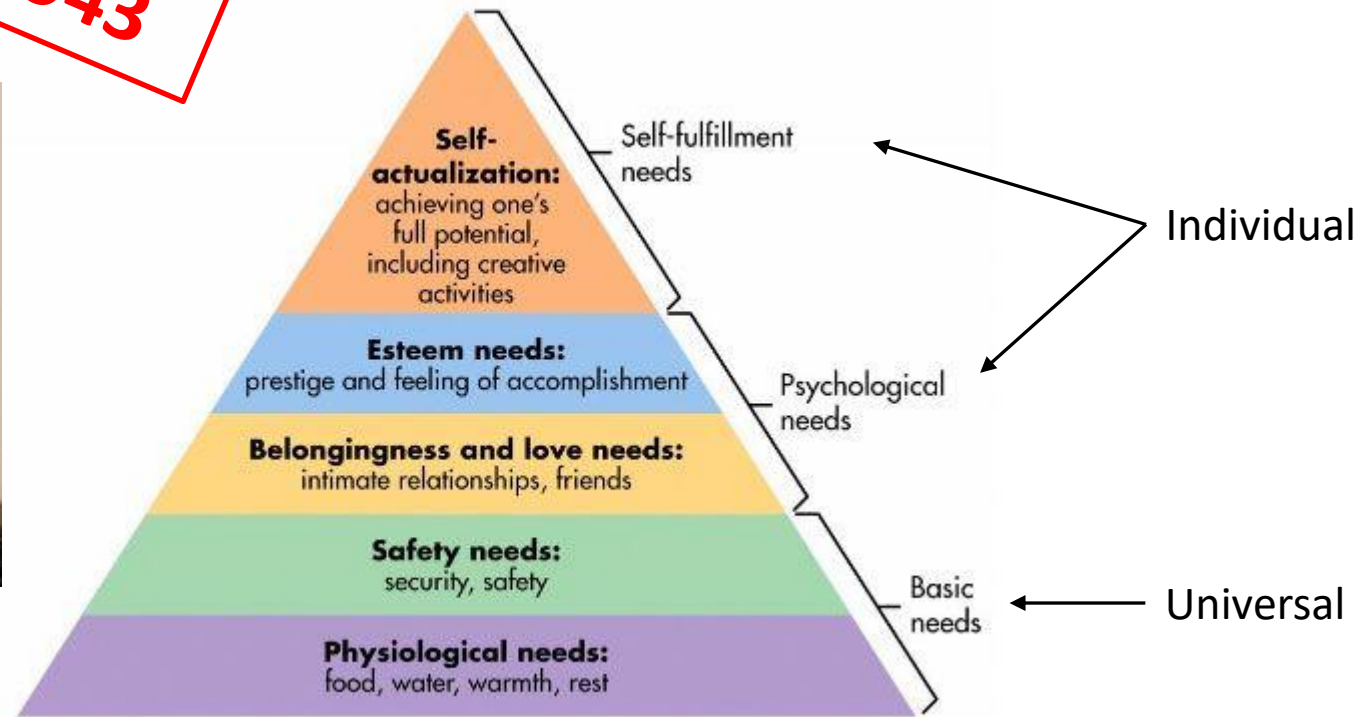 43
Self-
actualization:
achieving one's
full potential,
including creative
activities
Self-fulfillment
needs
Individual
Esteem needs:
prestige and feeling of accomplishment
Psychological
needs
Belongingness and love needs:
intimate relationships, friends
Safety needs:
security, safety
Basic
needs
Universal
Physiological needs:
food, water, warmth, rest